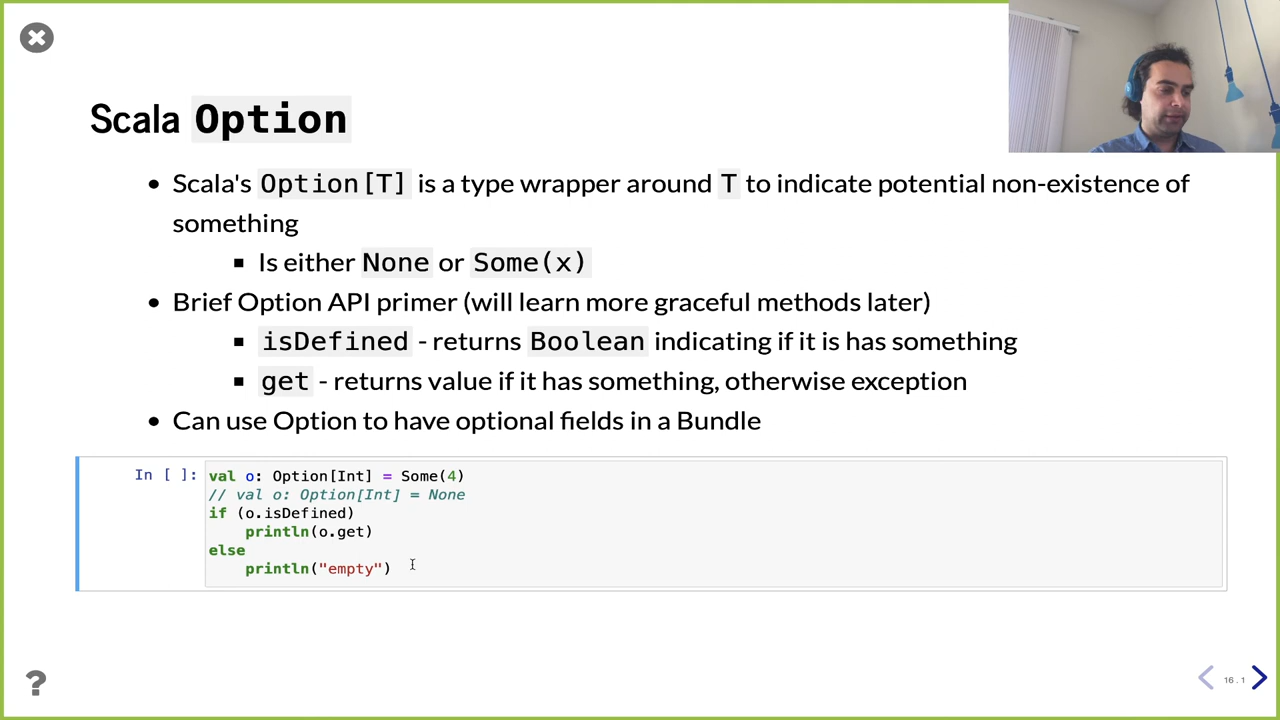 Scala Option
• Scala's Option[T] is a type wrapper around T to indicate potential non-existence of
something
▪ Is either None or Some(x)
• Brief Option API primer (will learn more graceful methods later)
▪ isDefined - returns Boolean indicating if it is has something
▪ get - returns value if it has something, otherwise exception
• Can use Option to have optional fields in a Bundle
In [ ]: val o: Option[Int] = Some(4)
// val o: Option[Int] = None
if (o.isDefined)
    println(o.get)
else
    println("empty")
?
16.1